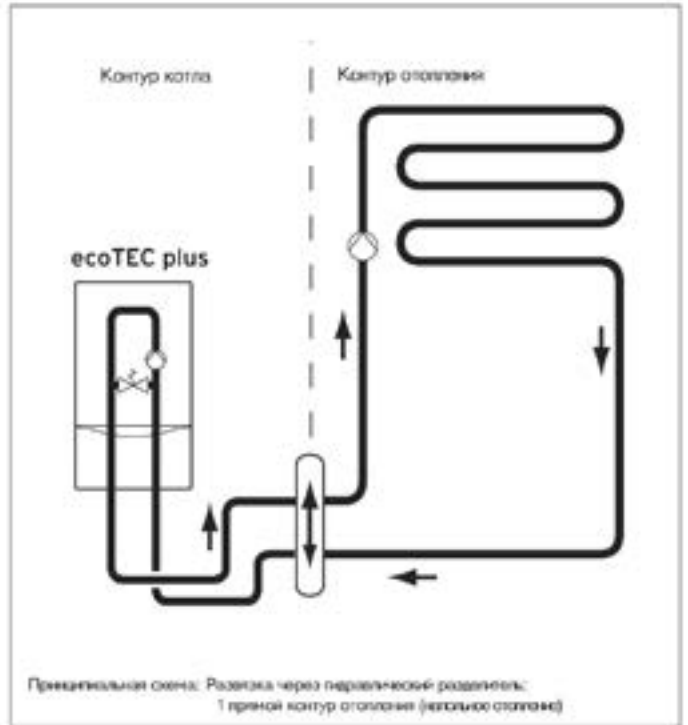 Контур котла
Контур отопления
ecoTEC plus
Принципиальная схема: Развязка через гидравлический разделитель:
1 прямой контур отопления (напольное отопление)